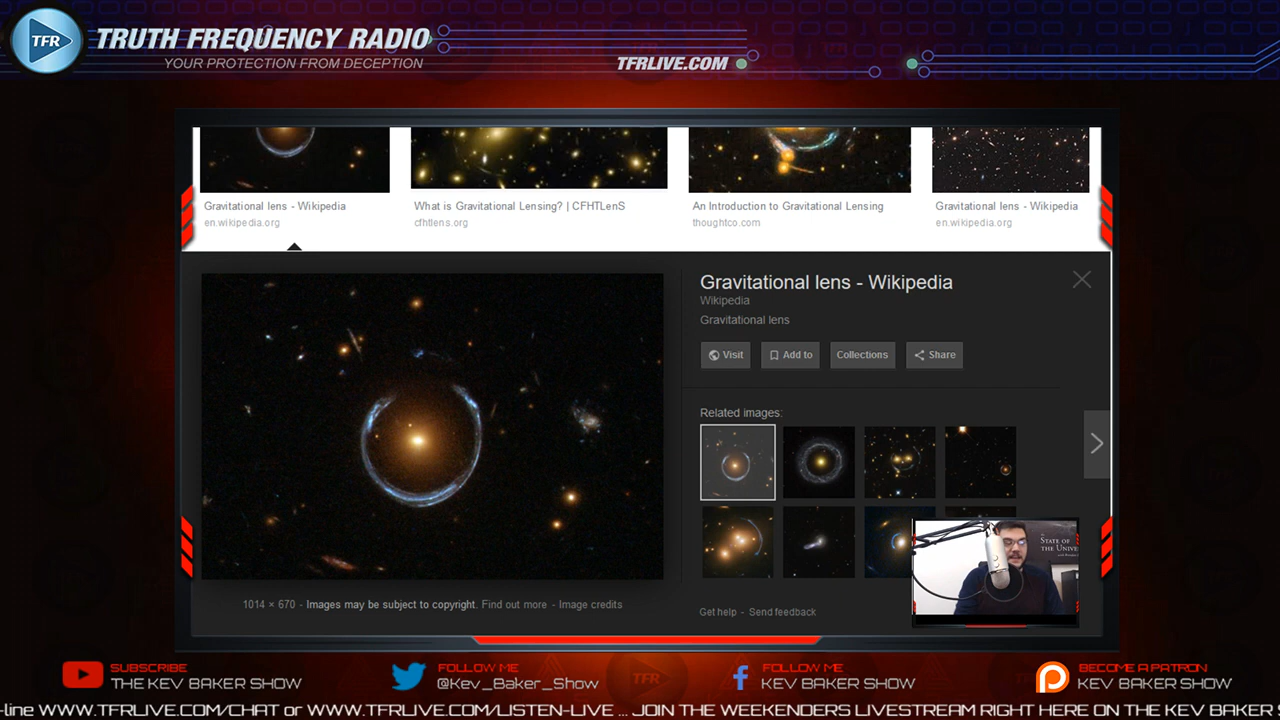 TFR
TRUTH FREQUENCY RADIO
YOUR PROTECTION FROM DECEPTION
TFRLIVE.COM
Gravitational lens - Wikipedia
en.wikipedia.org
What is Gravitational Lensing? | CFHTLenS
cfhtlens.org
An Introduction to Gravitational Lensing
thoughtco.com
Gravitational lens - Wikipedia
en.wikipedia.org
Gravitational lens - Wikipedia
Wikipedia
Gravitational lens
Visit
Add to
Collections
Share
Related images:
STATE OF
1014 × 670 - Images may be subject to copyright. Find out more - Image credits
Get help - Send feedback
SUBSCRIBE
THE KEV BAKER SHOW
FOLLOW ME
@Kev_Baker_Show
TFR
FOLLOW ME
KEV BAKER SHOW
BECOME A PATRON
KEV BAKER SHOW
-line WWW.TFRLIVE.COM/CHAT or WWW.TFRLIVE.COM/LISTEN-LIVE ... JOIN THE WEEKENDERS LIVESTREAM RIGHT HERE ON THE KEV BAKER